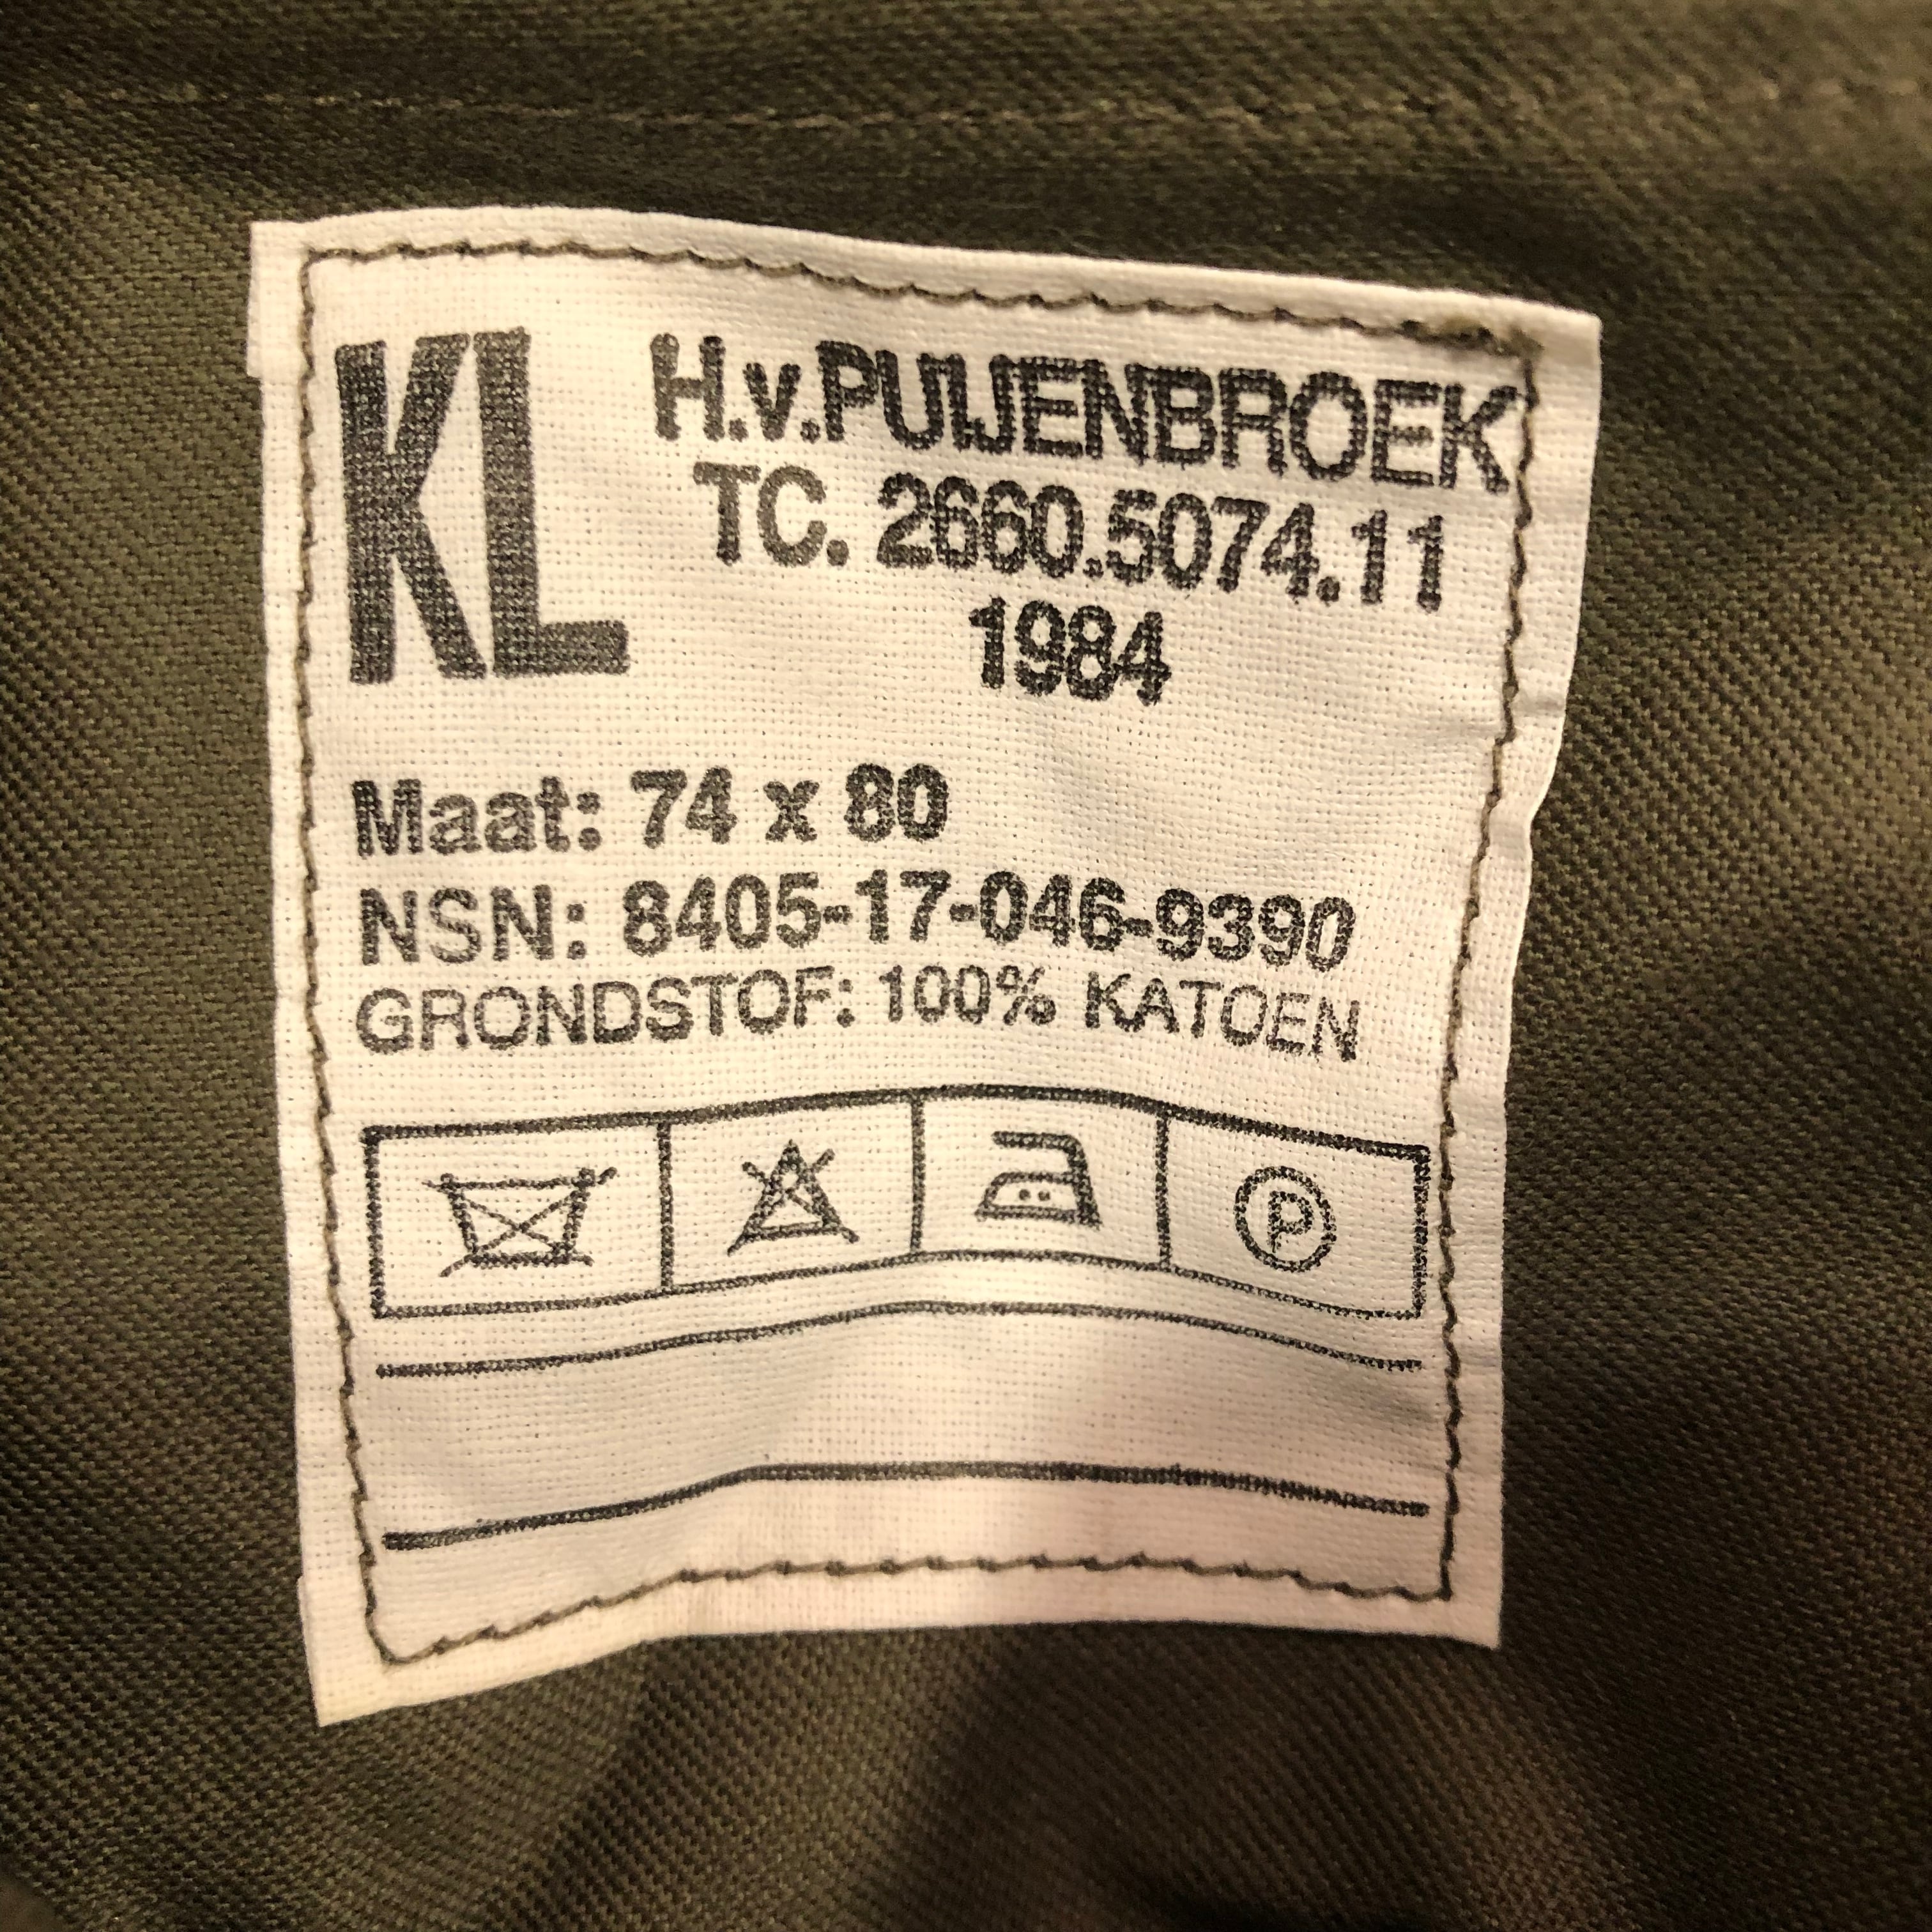 KL
H.v.PUIJENBROEK
TC. 2660.5074.11
1984
Maat: 74 x 80
NSN: 8405-17-046-9390
GRONDSTOF: 100% KATOEN
P